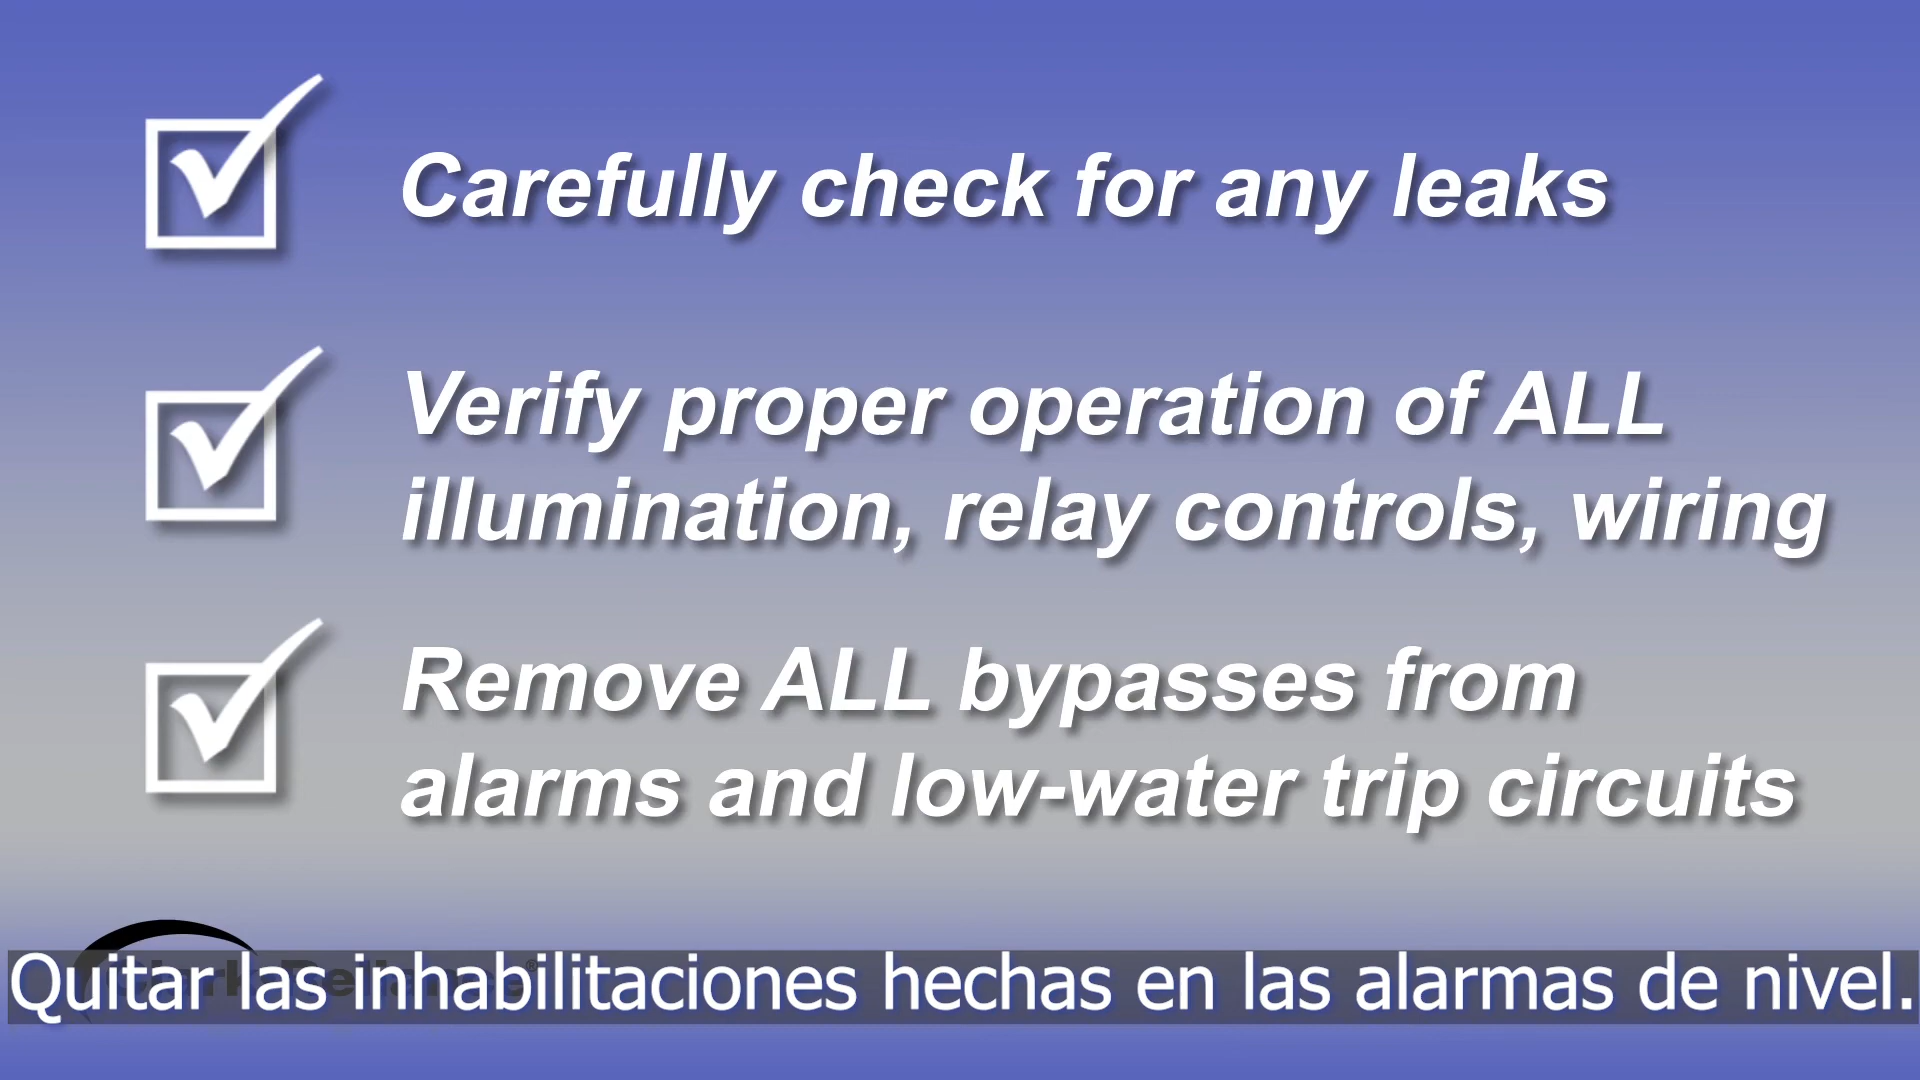 Carefully check for any leaks
Verify proper operation of ALL
illumination, relay controls, wiring
Remove ALL bypasses from
alarms and low-water trip circuits
Quitar las inhabilitaciones hechas en las alarmas de nivel.